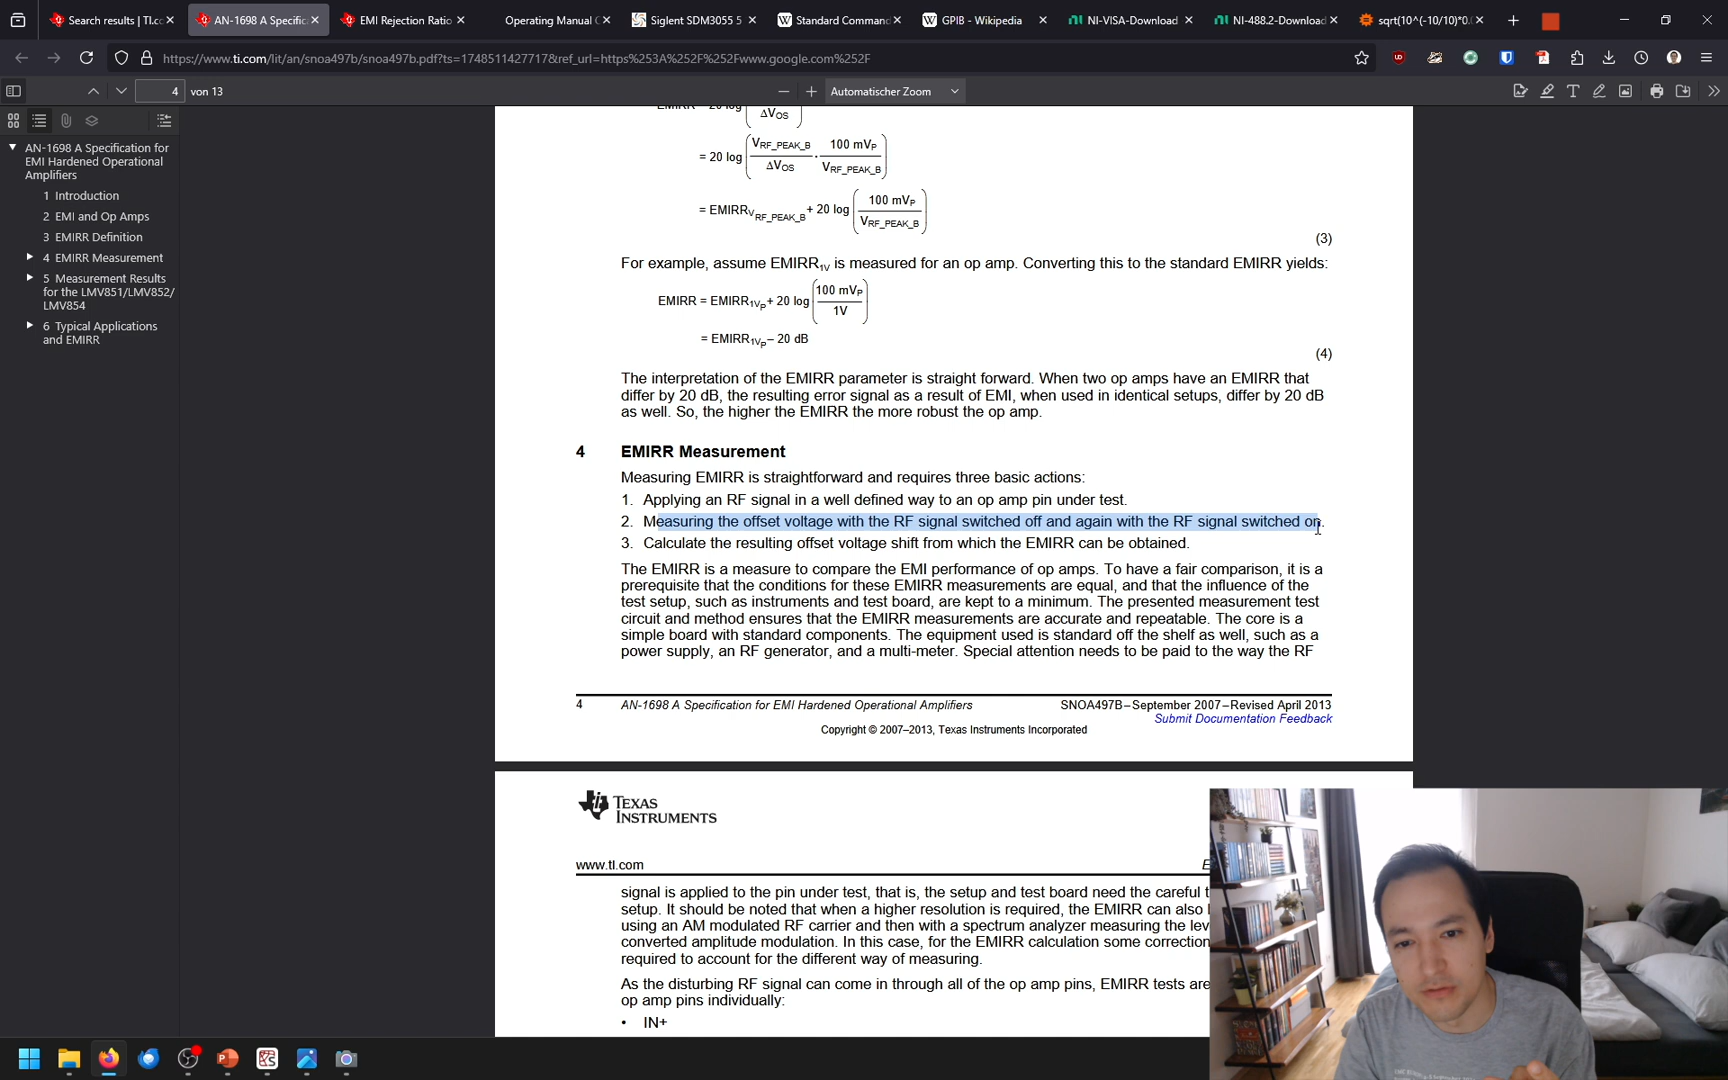 Search results | TI.cc
AN-1698 A Specific
EMI Rejection Ratio
Operating Manual
Siglent SDM3055 5
Standard Comman
GPIB - Wikipedia
NI-VISA-Download
NI-488.2-Download
sqrt(10^(-10/10)*0.
https://www.ti.com/lit/an/snoa497b/snoa497b.pdf?ts=1748511427717&ref_url=https%253A%252F%252Fwww.google.com%252F
4 von 13
Automatischer Zoom
AN-1698 A Specification for
EMI Hardened Operational
Amplifiers
1 Introduction
2 EMI and Op Amps
3 EMIRR Definition
4 EMIRR Measurement
5 Measurement Results
for the LMV851/LMV852/
LMV854
6 Typical Applications
and EMIRR
ΔVOS
= 20 log (VRF_PEAK_B / ΔVOS · 100 mVP / VRF_PEAK_B)
= EMIRRVRF_PEAK_B + 20 log (100 mVP / VRF_PEAK_B)
(3)
For example, assume EMIRR1V is measured for an op amp. Converting this to the standard EMIRR yields:
EMIRR = EMIRR1VP + 20 log (100 mVP / 1V)
= EMIRR1VP – 20 dB
(4)
The interpretation of the EMIRR parameter is straight forward. When two op amps have an EMIRR that
differ by 20 dB, the resulting error signal as a result of EMI, when used in identical setups, differ by 20 dB
as well. So, the higher the EMIRR the more robust the op amp.
4 EMIRR Measurement
Measuring EMIRR is straightforward and requires three basic actions:
1. Applying an RF signal in a well defined way to an op amp pin under test.
2. Measuring the offset voltage with the RF signal switched off and again with the RF signal switched on.
3. Calculate the resulting offset voltage shift from which the EMIRR can be obtained.
The EMIRR is a measure to compare the EMI performance of op amps. To have a fair comparison, it is a
prerequisite that the conditions for these EMIRR measurements are equal, and that the influence of the
test setup, such as instruments and test board, are kept to a minimum. The presented measurement test
circuit and method ensures that the EMIRR measurements are accurate and repeatable. The core is a
simple board with standard components. The equipment used is standard off the shelf as well, such as a
power supply, an RF generator, and a multi-meter. Special attention needs to be paid to the way the RF
4 AN-1698 A Specification for EMI Hardened Operational Amplifiers SNOA497B–September 2007–Revised April 2013
Submit Documentation Feedback
Copyright © 2007–2013, Texas Instruments Incorporated
TEXAS
INSTRUMENTS
www.ti.com
signal is applied to the pin under test, that is, the setup and test board need the careful
setup. It should be noted that when a higher resolution is required, the EMIRR can also
using an AM modulated RF carrier and then with a spectrum analyzer measuring the
converted amplitude modulation. In this case, for the EMIRR calculation some correction
required to account for the different way of measuring.
As the disturbing RF signal can come in through all of the op amp pins, EMIRR tests are
op amp pins individually:
• IN+